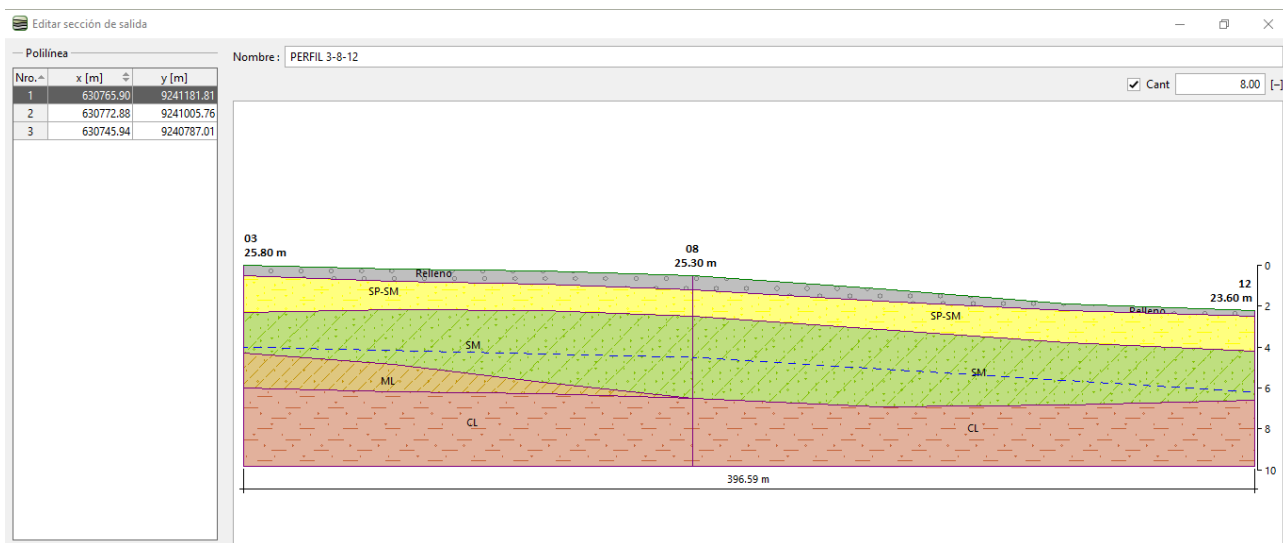 Editar sección de salida
Polilínea
Nro. x [m] y [m]
1 630765.90 9241181.81
2 630772.88 9241005.76
3 630745.94 9240787.01
Nombre: PERFIL 3-8-12
Cant 8.00 [–]
03
25.80 m
08
25.30 m
12
23.60 m
Relleno
SP-SM
SM
ML
CL
Relleno
SP-SM
SM
CL
0
2
4
6
8
10
396.59 m